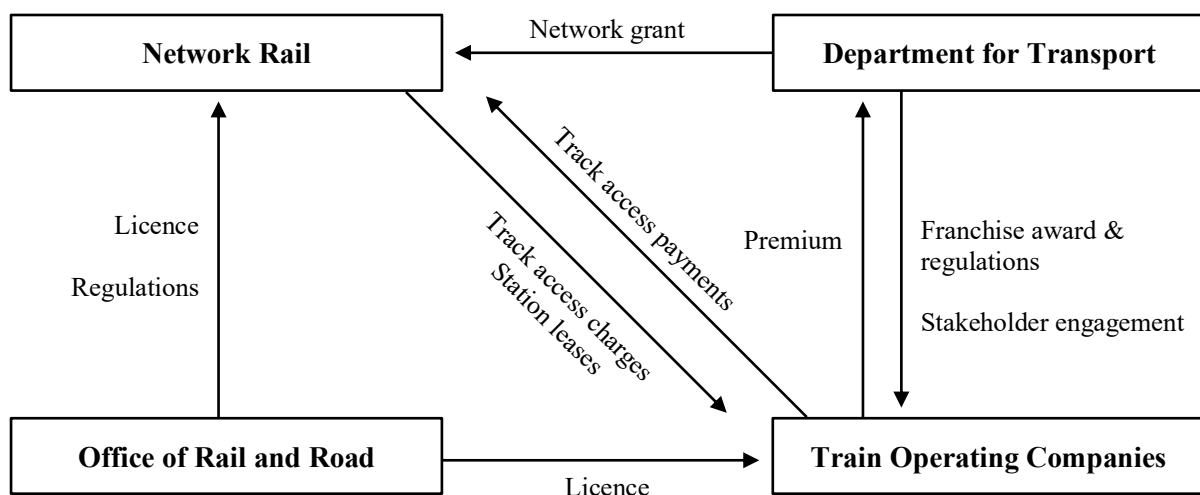 Network grant
Network Rail
Department for Transport
Track access payments
Licence
Regulations
Track access charges
Station leases
Premium
Franchise award &
regulations
Stakeholder engagement
Office of Rail and Road
Train Operating Companies
Licence